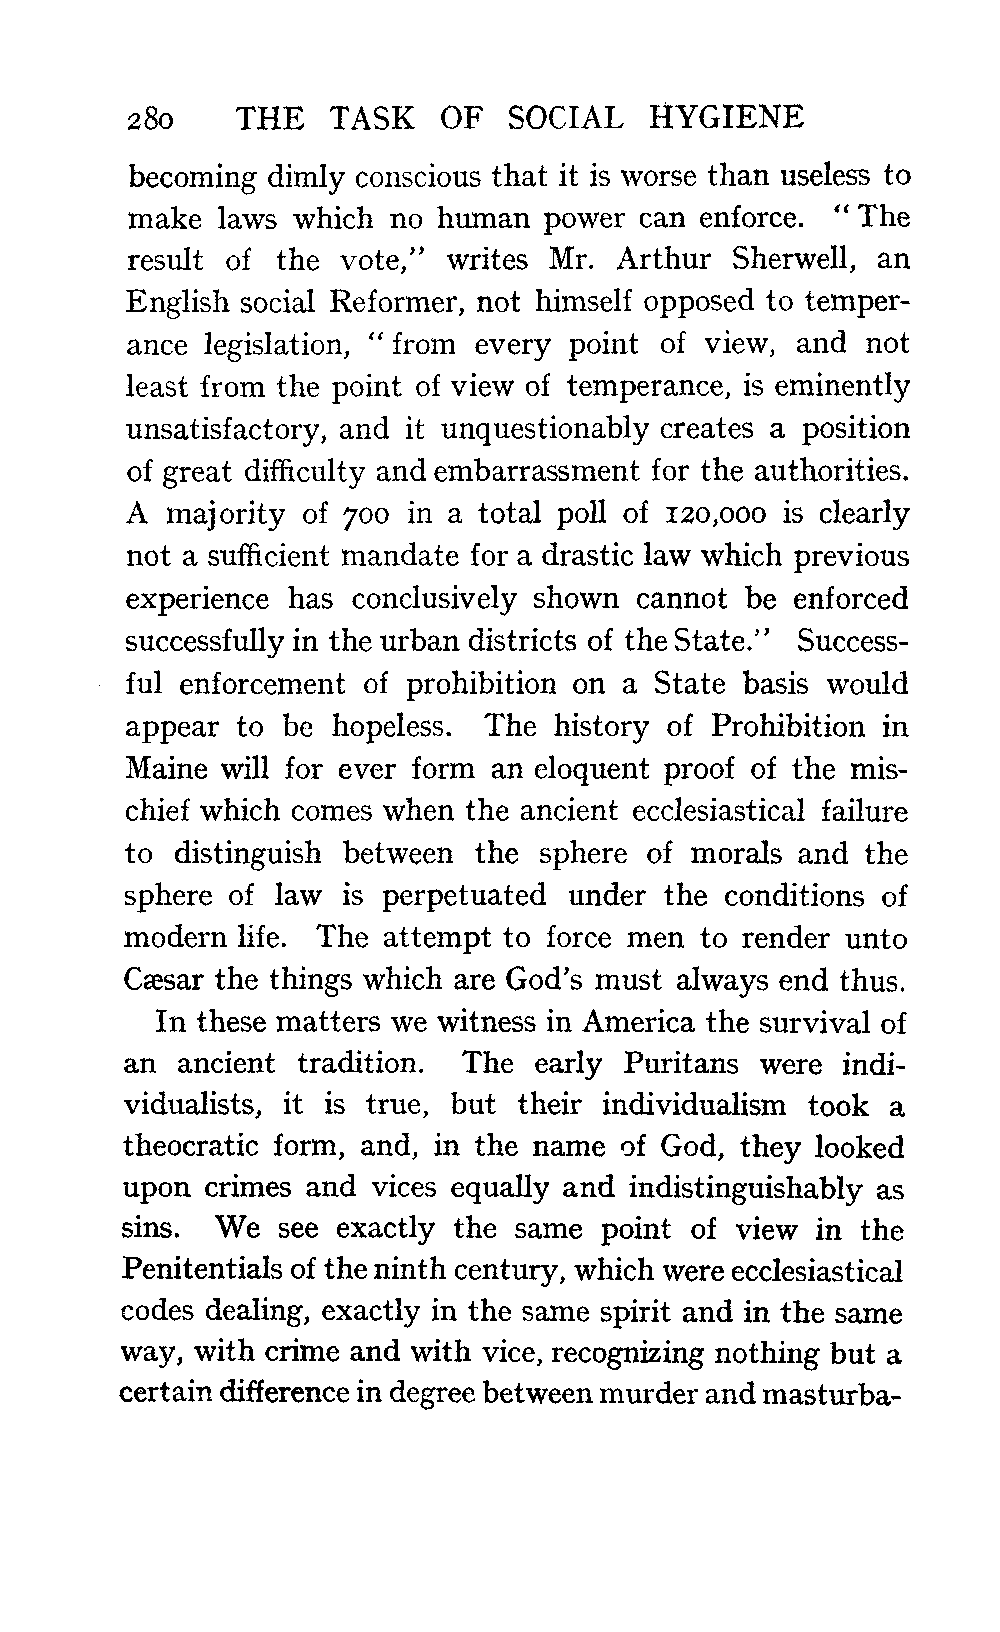 280 THE TASK OF SOCIAL HYGIENE
becoming dimly conscious that it is worse than useless to
make laws which no human power can enforce. “ The
result of the vote,” writes Mr. Arthur Sherwell, an
English social Reformer, not himself opposed to temper-
ance legislation, “ from every point of view, and not
least from the point of view of temperance, is eminently
unsatisfactory, and it unquestionably creates a position
of great difficulty and embarrassment for the authorities.
A majority of 700 in a total poll of 120,000 is clearly
not a sufficient mandate for a drastic law which previous
experience has conclusively shown cannot be enforced
successfully in the urban districts of the State.” Success-
ful enforcement of prohibition on a State basis would
appear to be hopeless. The history of Prohibition in
Maine will for ever form an eloquent proof of the mis-
chief which comes when the ancient ecclesiastical failure
to distinguish between the sphere of morals and the
sphere of law is perpetuated under the conditions of
modern life. The attempt to force men to render unto
Cæsar the things which are God’s must always end thus.
In these matters we witness in America the survival of
an ancient tradition. The early Puritans were indi-
vidualists, it is true, but their individualism took a
theocratic form, and, in the name of God, they looked
upon crimes and vices equally and indistinguishably as
sins. We see exactly the same point of view in the
Penitentials of the ninth century, which were ecclesiastical
codes dealing, exactly in the same spirit and in the same
way, with crime and with vice, recognizing nothing but a
certain difference in degree between murder and masturba-